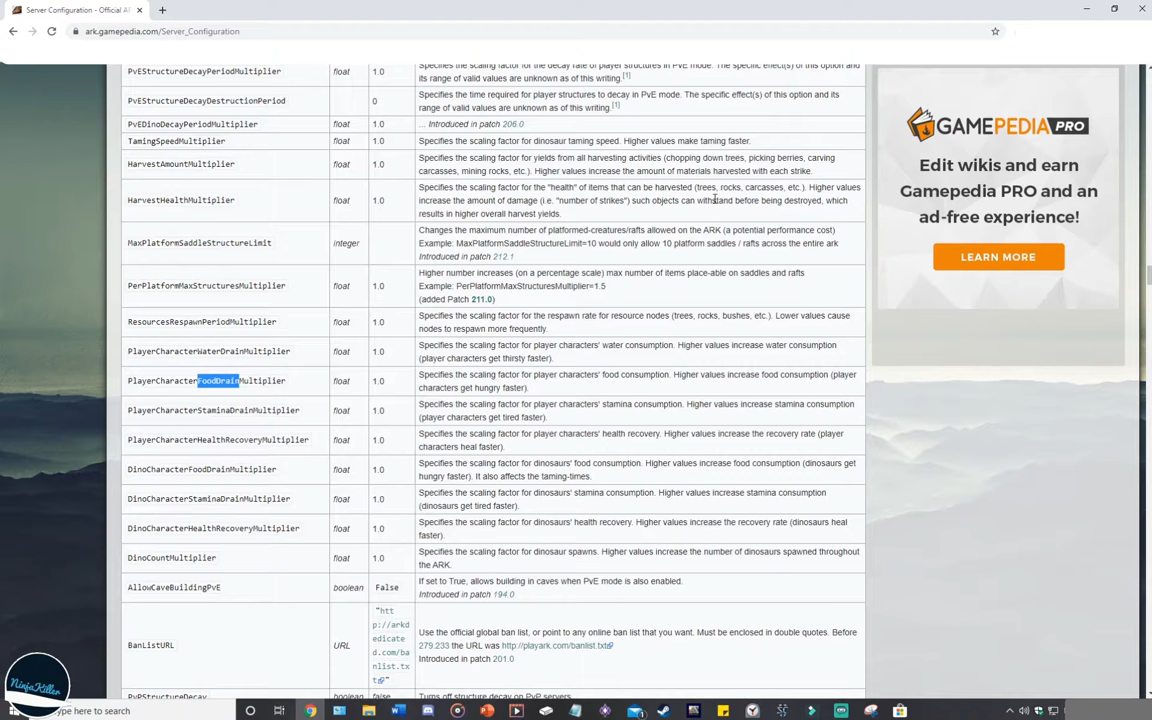 Server Configuration - Official AR
ark.gamepedia.com/Server_Configuration
PvEStructureDecayPeriodMultiplier float 1.0 Specifies the scaling factor for the decay rate of player structures in PvE mode. The specific effect(s) of this option and
its range of valid values are unknown as of this writing.[1]
PvEStructureDecayDestructionPeriod 0 Specifies the time required for player structures to decay in PvE mode. The specific effect(s) of this option and its
range of valid values are unknown as of this writing.[1]
PvEDinoDecayPeriodMultiplier float 1.0 ... Introduced in patch 206.0
TamingSpeedMultiplier float 1.0 Specifies the scaling factor for dinosaur taming speed. Higher values make taming faster.
HarvestAmountMultiplier float 1.0 Specifies the scaling factor for yields from all harvesting activities (chopping down trees, picking berries, carving
carcasses, mining rocks, etc.). Higher values increase the amount of materials harvested with each strike.
HarvestHealthMultiplier float 1.0 Specifies the scaling factor for the "health" of items that can be harvested (trees, rocks, carcasses, etc.). Higher values
increase the amount of damage (i.e. "number of strikes") such objects can withstand before being destroyed, which
results in higher overall harvest yields.
MaxPlatformSaddleStructureLimit integer Changes the maximum number of platformed-creatures/rafts allowed on the ARK (a potential performance cost)
Example: MaxPlatformSaddleStructureLimit=10 would only allow 10 platform saddles / rafts across the entire ark
Introduced in patch 212.1
PerPlatformMaxStructuresMultiplier float 1.0 Higher number increases (on a percentage scale) max number of items place-able on saddles and rafts
Example: PerPlatformMaxStructuresMultiplier=1.5
(added Patch 211.0)
ResourcesRespawnPeriodMultiplier float 1.0 Specifies the scaling factor for the respawn rate for resource nodes (trees, rocks, bushes, etc.). Lower values cause
nodes to respawn more frequently.
PlayerCharacterWaterDrainMultiplier float 1.0 Specifies the scaling factor for player characters' water consumption. Higher values increase water consumption
(player characters get thirsty faster).
PlayerCharacterFoodDrainMultiplier float 1.0 Specifies the scaling factor for player characters' food consumption. Higher values increase food consumption (player
characters get hungry faster).
PlayerCharacterStaminaDrainMultiplier float 1.0 Specifies the scaling factor for player characters' stamina consumption. Higher values increase stamina consumption
(player characters get tired faster).
PlayerCharacterHealthRecoveryMultiplier float 1.0 Specifies the scaling factor for player characters' health recovery. Higher values increase the recovery rate (player
characters heal faster).
DinoCharacterFoodDrainMultiplier float 1.0 Specifies the scaling factor for dinosaurs' food consumption. Higher values increase food consumption (dinosaurs get
hungry faster). It also affects the taming-times.
DinoCharacterStaminaDrainMultiplier float 1.0 Specifies the scaling factor for dinosaurs' stamina consumption. Higher values increase stamina consumption
(dinosaurs get tired faster).
DinoCharacterHealthRecoveryMultiplier float 1.0 Specifies the scaling factor for dinosaurs' health recovery. Higher values increase the recovery rate (dinosaurs heal
faster).
DinoCountMultiplier float 1.0 Specifies the scaling factor for dinosaur spawns. Higher values increase the number of dinosaurs spawned throughout
the ARK.
AllowCaveBuildingPvE boolean False If set to True, allows building in caves when PvE mode is also enabled.
Introduced in patch 194.0
BanListURL URL "htt
p://arkd
edicate
d.com/ba
nlist.tx
t"
Use the official global ban list, or point to any online ban list that you want. Must be enclosed in double quotes. Before
279.233 the URL was http://playark.com/banlist.txt
Introduced in patch 201.0
PvPStructureDecay boolean false Turns off structure decay on PvP servers.
GAMEPEDIA PRO
Edit wikis and earn
Gamepedia PRO and an
ad-free experience!
LEARN MORE
NinjaKiller
ype here to search